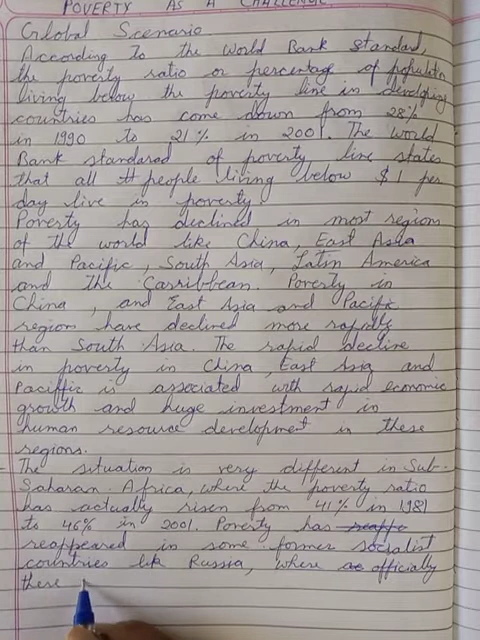 POVERTY AS A CHALLENGE
Global Scenario
According To the World Bank standard,
the poverty ratio or percentage of population
living below the poverty line in developing
countries has come down from 28%
in 1990 to 21% in 2001. The World
Bank standarad of poverty line states
that all people living below $1 per
day live in poverty.
Poverty has declined in most regions
of the world like China, East Asia
and Pacific, South Asia, Latin America
and the Carribbean. Poverty in
China, and East Asia and Pacific
region have declined more rapidly
than South Asia. The rapid decline
in poverty in China, East Asia and
Paciffic is associated with rapid economic
growth and huge investment in
human resource development in these
regions.
- The situation is very different in Sub-
Saharan Africa, where the poverty ratio
has actually risen from 41% in 1981
to 46% in 2001. Poverty has
reappeared in some former socialist
countries like Russia, where officially
there